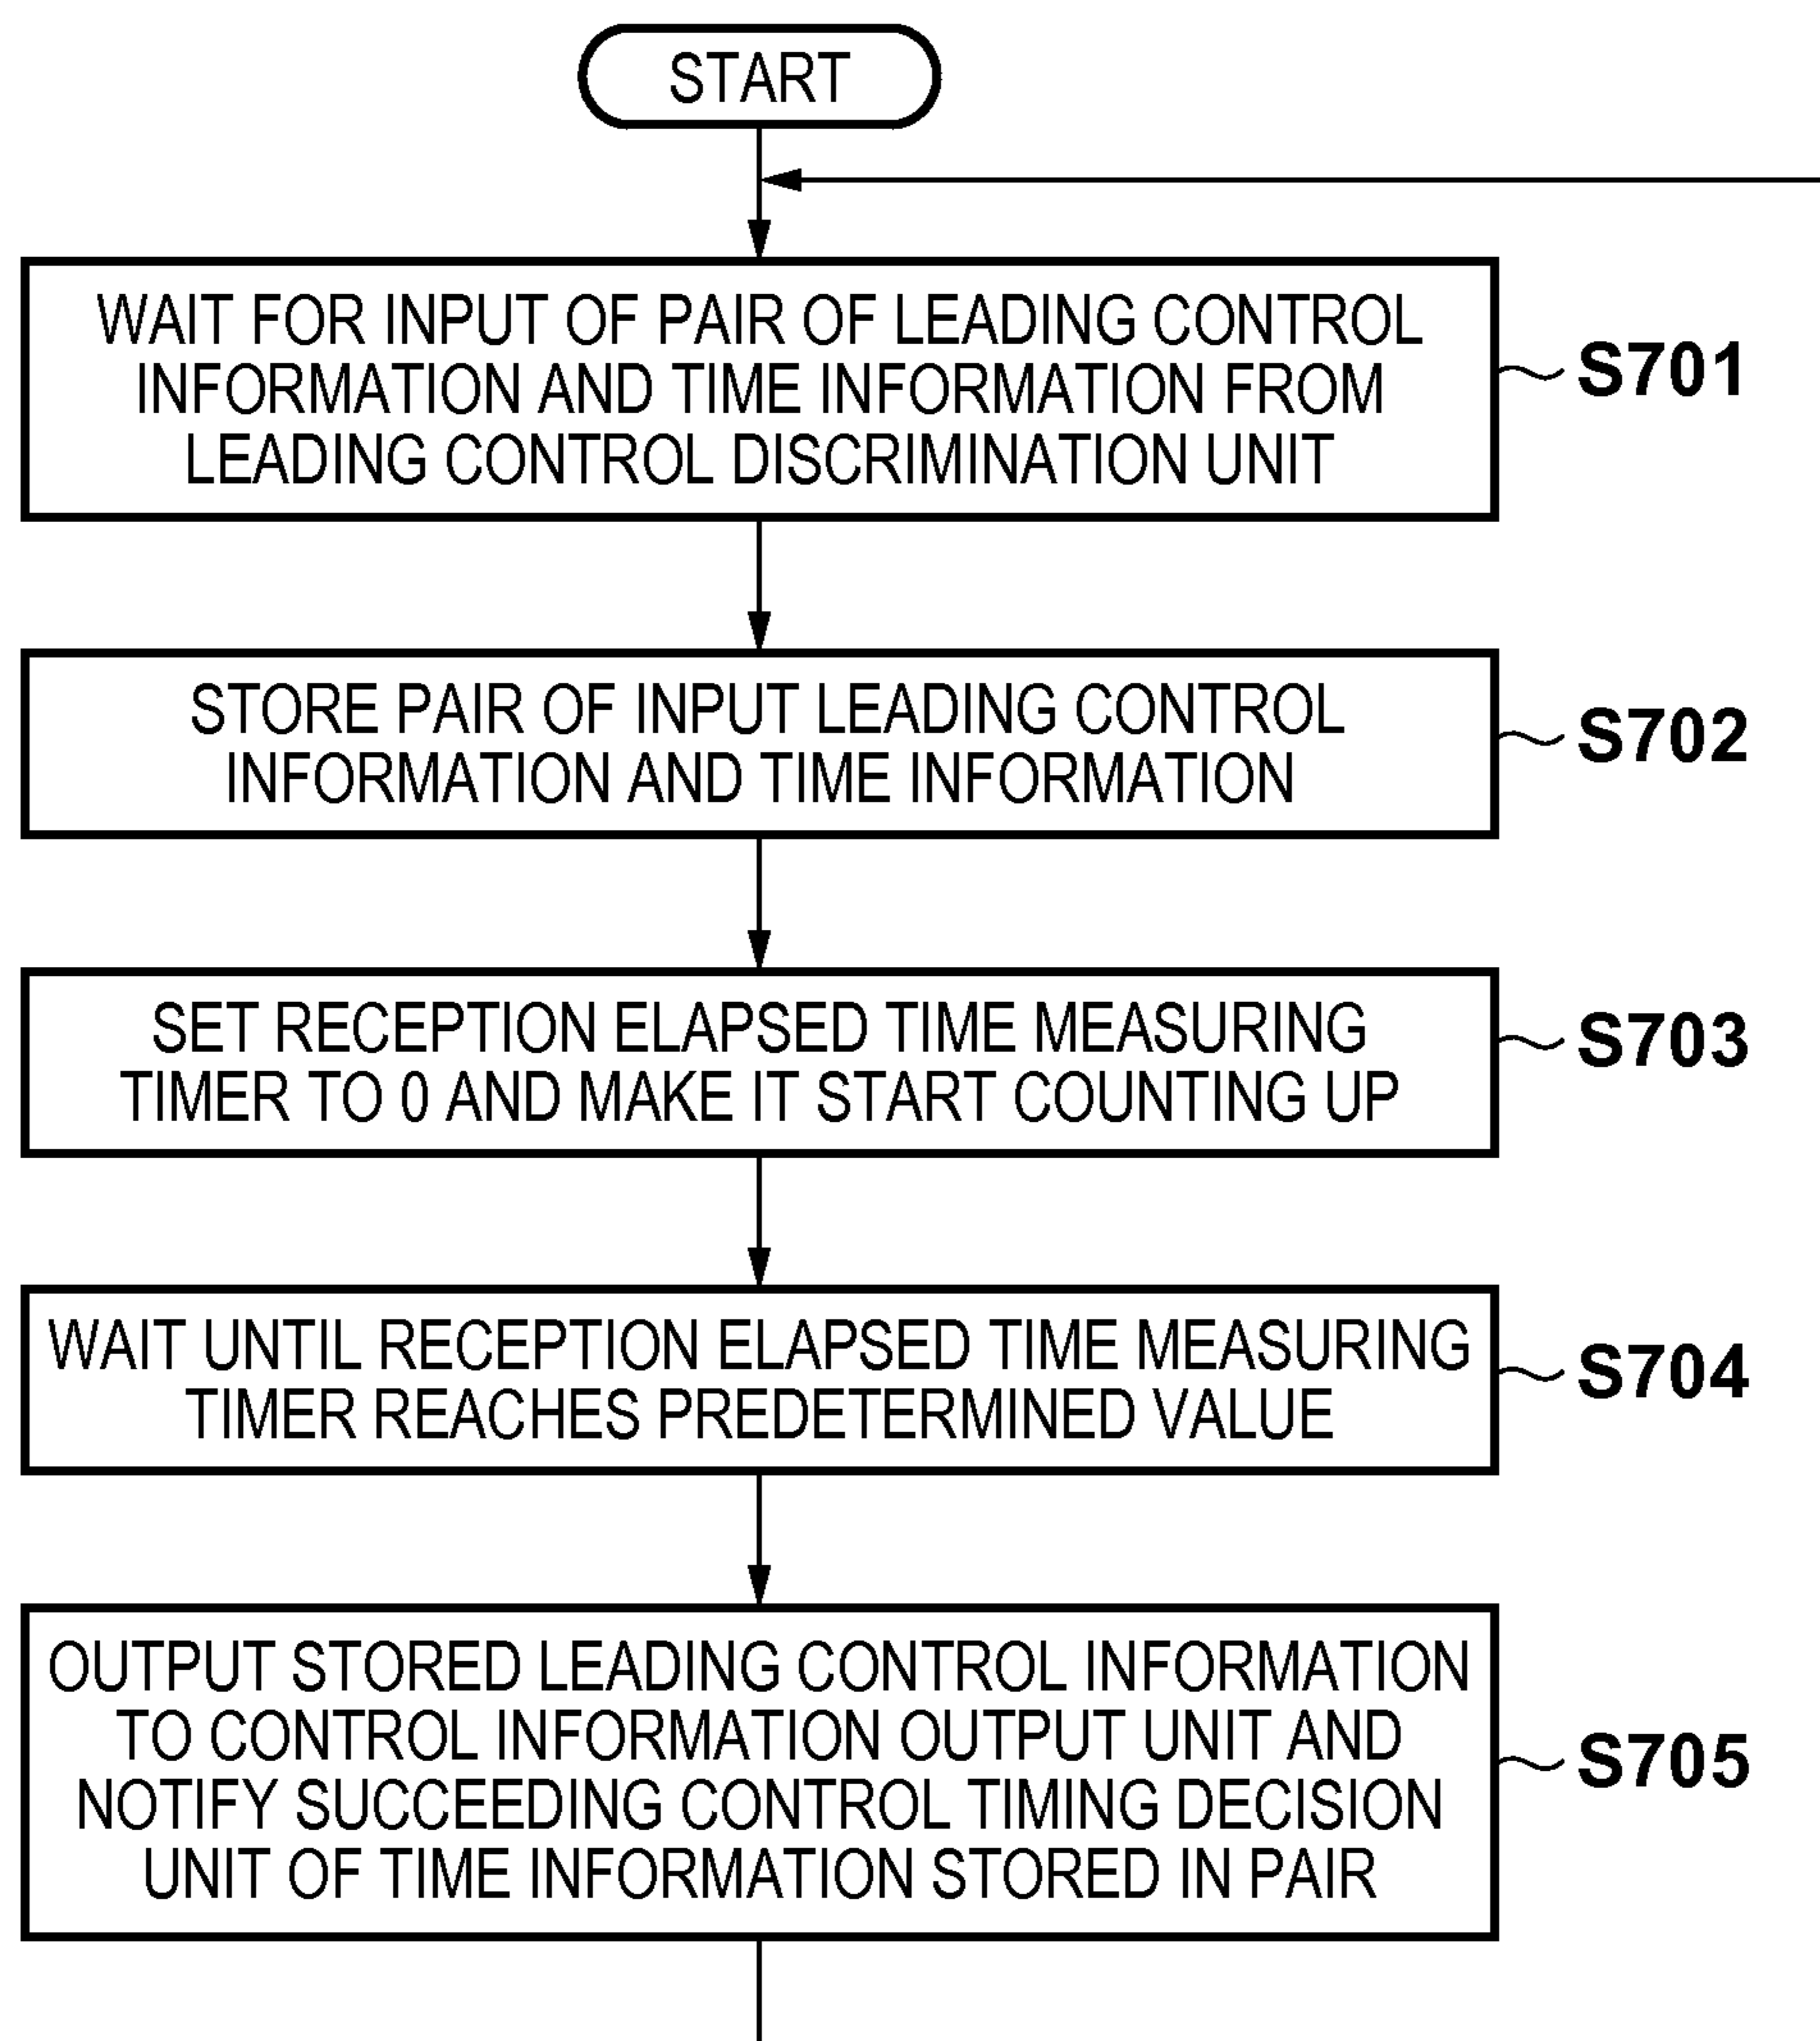 START
WAIT FOR INPUT OF PAIR OF LEADING CONTROL
INFORMATION AND TIME INFORMATION FROM
LEADING CONTROL DISCRIMINATION UNIT
S701
STORE PAIR OF INPUT LEADING CONTROL
INFORMATION AND TIME INFORMATION
S702
SET RECEPTION ELAPSED TIME MEASURING
TIMER TO 0 AND MAKE IT START COUNTING UP
S703
WAIT UNTIL RECEPTION ELAPSED TIME MEASURING
TIMER REACHES PREDETERMINED VALUE
S704
OUTPUT STORED LEADING CONTROL INFORMATION
TO CONTROL INFORMATION OUTPUT UNIT AND
NOTIFY SUCCEEDING CONTROL TIMING DECISION
UNIT OF TIME INFORMATION STORED IN PAIR
S705